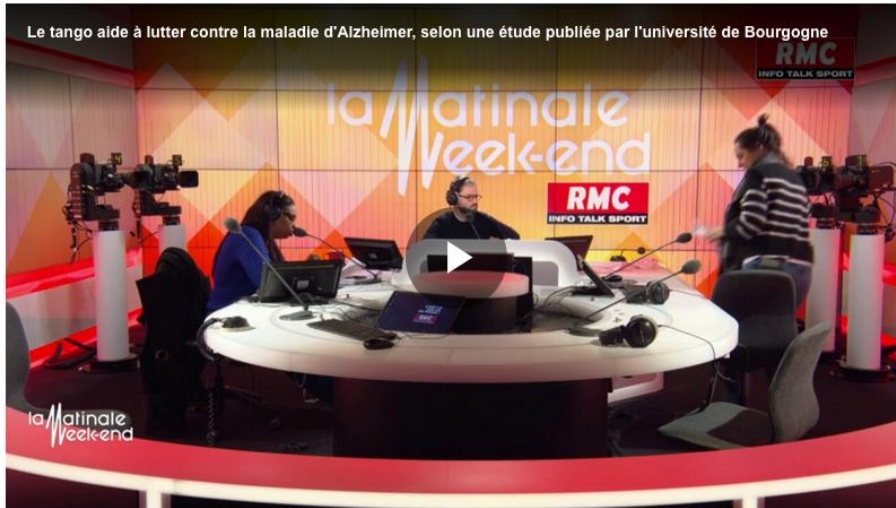 Le tango aide à lutter contre la maladie d'Alzheimer, selon une étude publiée par l'université de Bourgogne
RMC
INFO TALK SPORT
la Matinale
Week-end
RMC
INFO TALK SPORT
RMC
la Matinale
Week-end